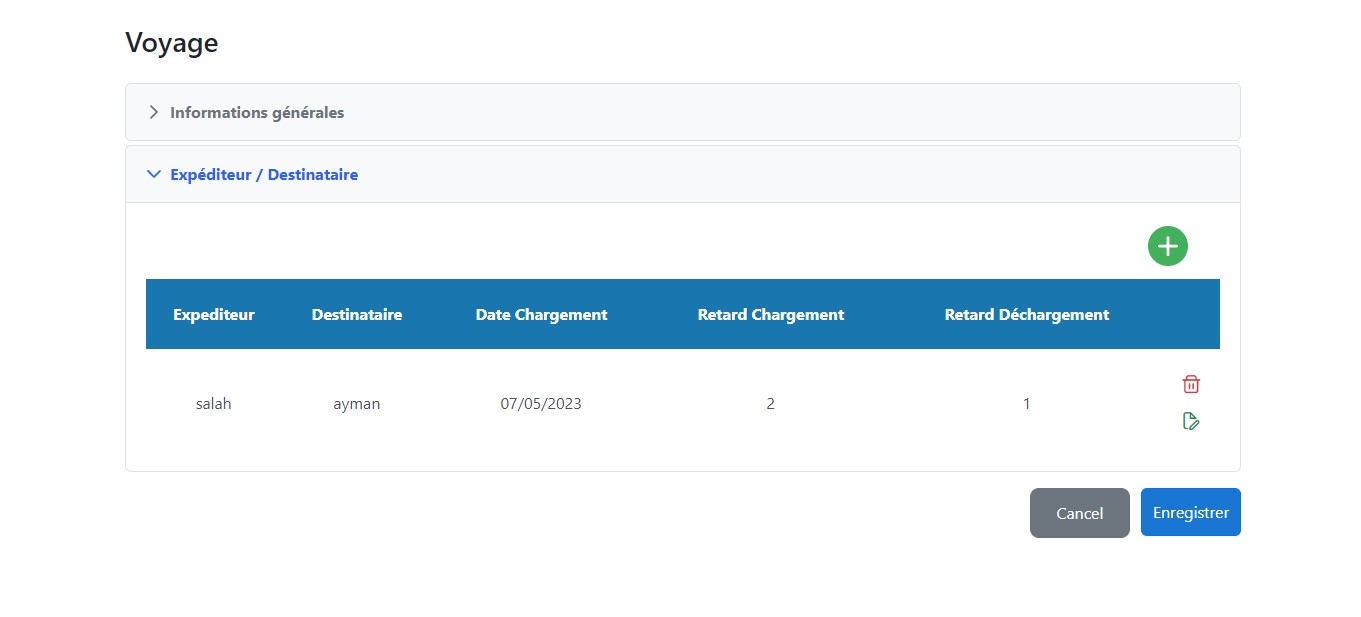 Voyage
Informations générales
Expéditeur / Destinataire
Expediteur Destinataire Date Chargement Retard Chargement Retard Déchargement
salah ayman 07/05/2023 2 1
Cancel Enregistrer